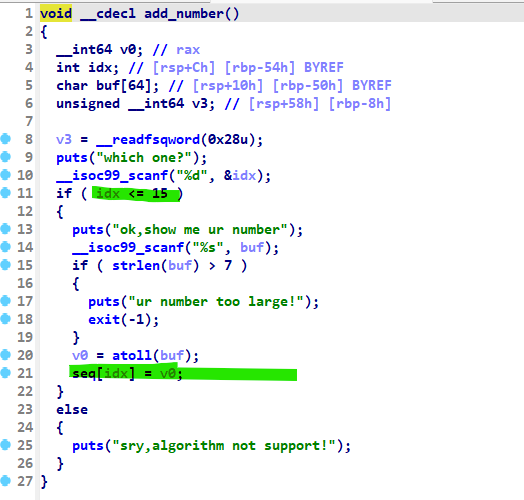 1 void __cdecl add_number()
2 {
3 __int64 v0; // rax
4 int idx; // [rsp+Ch] [rbp-54h] BYREF
5 char buf[64]; // [rsp+10h] [rbp-50h] BYREF
6 unsigned __int64 v3; // [rsp+58h] [rbp-8h]
7
8 v3 = __readfsqword(0x28u);
9 puts("which one?");
10 __isoc99_scanf("%d", &idx);
11 if ( idx <= 15 )
12 {
13 puts("ok,show me ur number");
14 __isoc99_scanf("%s", buf);
15 if ( strlen(buf) > 7 )
16 {
17 puts("ur number too large!");
18 exit(-1);
19 }
20 v0 = atoll(buf);
21 seq[idx] = v0;
22 }
23 else
24 {
25 puts("sry,algorithm not support!");
26 }
27 }